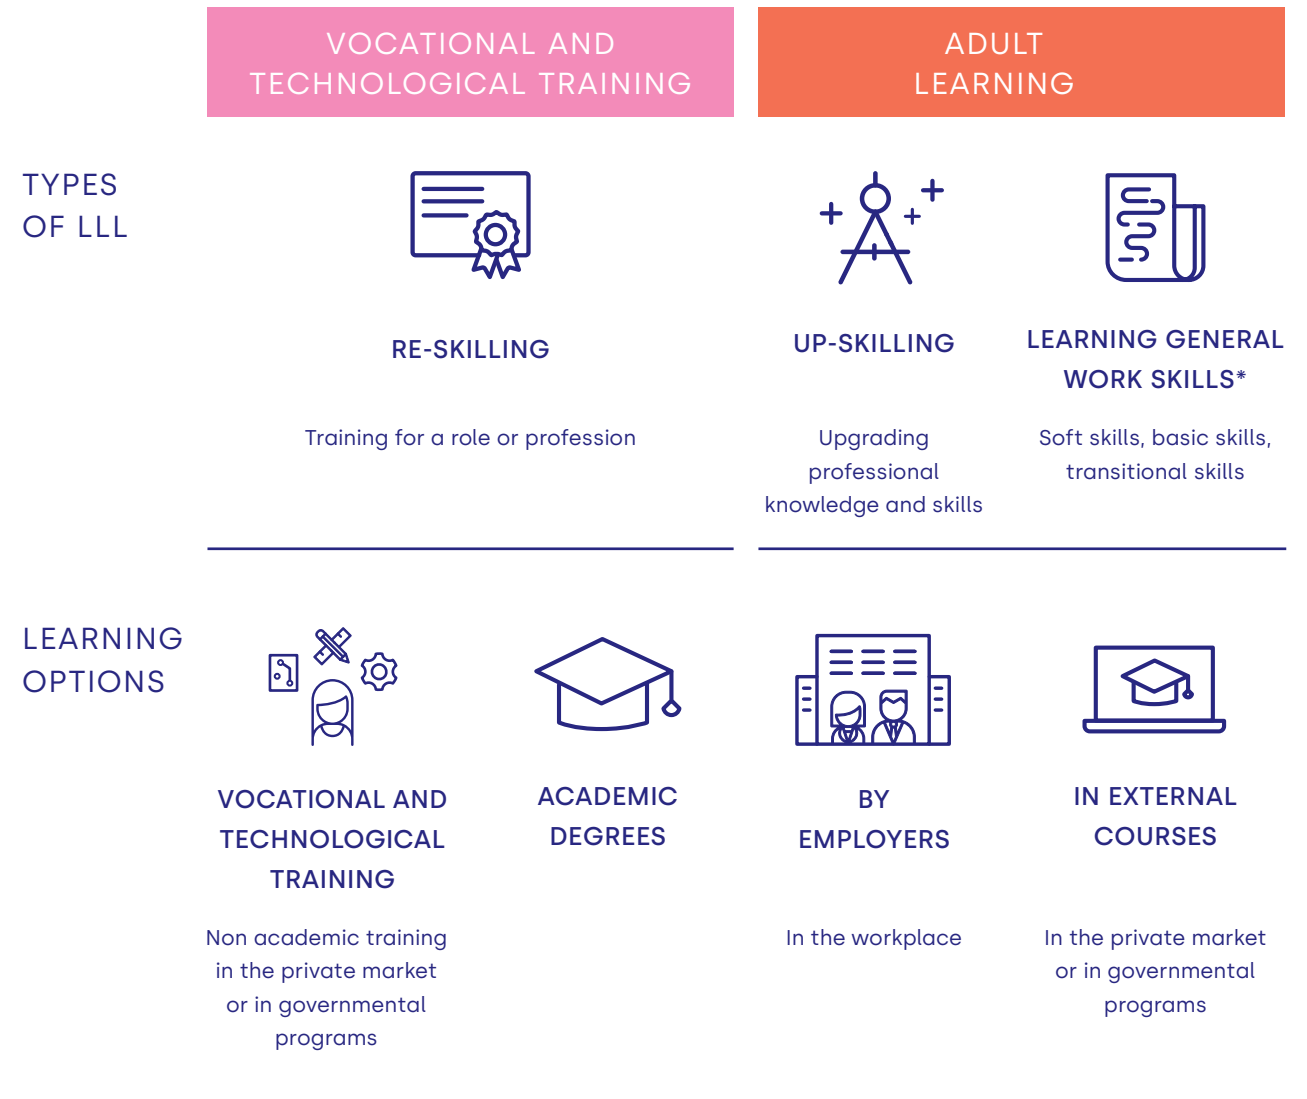 VOCATIONAL AND
TECHNOLOGICAL TRAINING
ADULT
LEARNING
TYPES
OF LLL
RE-SKILLING
Training for a role or profession
UP-SKILLING
Upgrading
professional
knowledge and skills
LEARNING GENERAL
WORK SKILLS*
Soft skills, basic skills,
transitional skills
LEARNING
OPTIONS
VOCATIONAL AND
TECHNOLOGICAL
TRAINING
Non academic training
in the private market
or in governmental
programs
ACADEMIC
DEGREES
BY
EMPLOYERS
In the workplace
IN EXTERNAL
COURSES
In the private market
or in governmental
programs